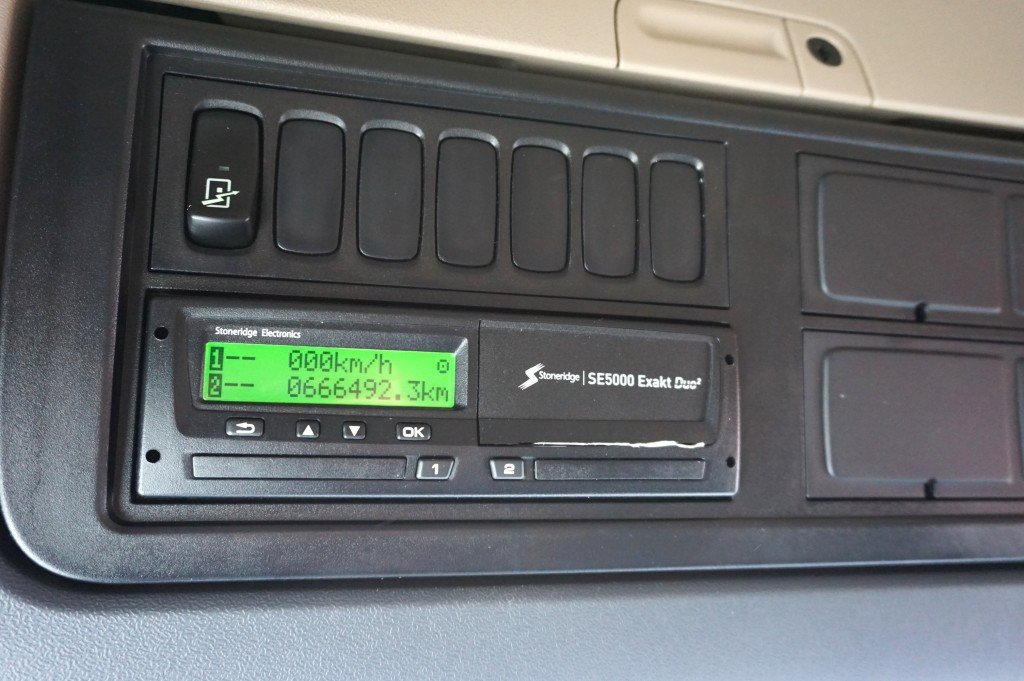 Stoneridge Electronics
1-- 000km/h
2-- 0666492.3km
Stoneridge | SE5000 Exakt Duo²
OK
1 2